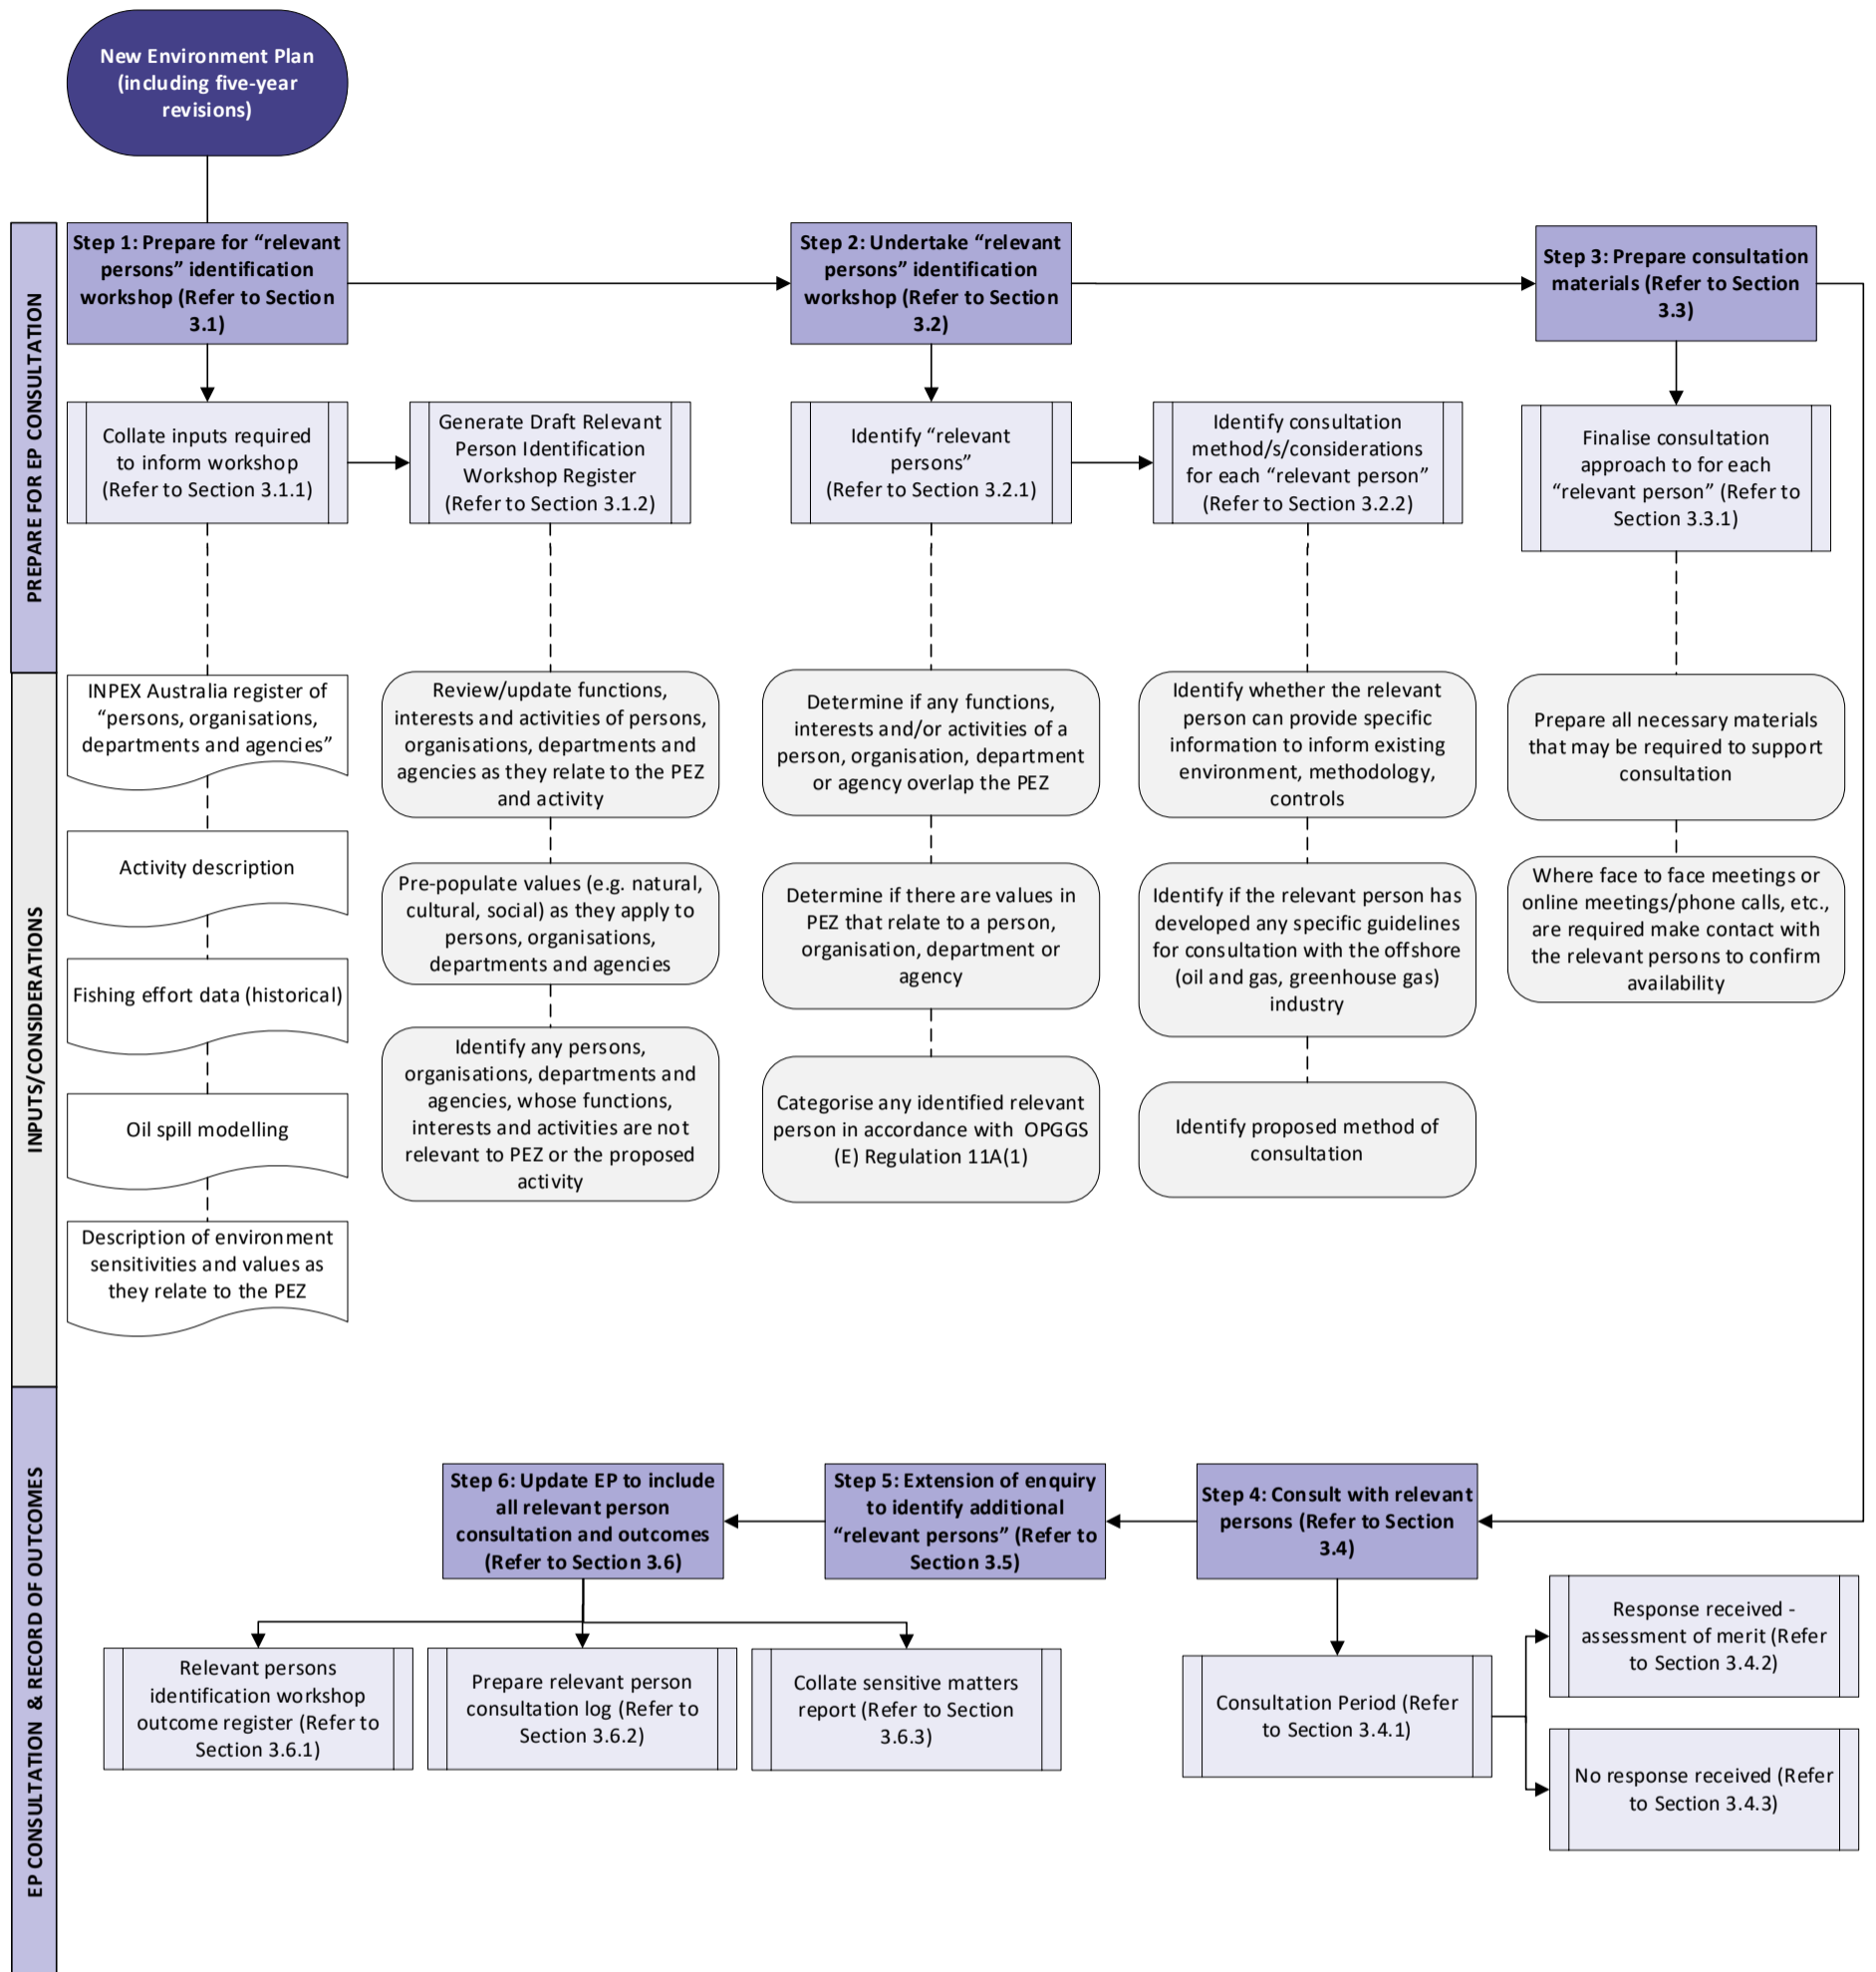 New Environment Plan
(including five-year
revisions)
PREPARE FOR EP CONSULTATION
Step 1: Prepare for “relevant
persons” identification
workshop (Refer to Section
3.1)
Step 2: Undertake “relevant
persons” identification
workshop (Refer to Section
3.2)
Step 3: Prepare consultation
materials (Refer to Section
3.3)
Collate inputs required
to inform workshop
(Refer to Section 3.1.1)
Generate Draft Relevant
Person Identification
Workshop Register
(Refer to Section 3.1.2)
Identify “relevant
persons”
(Refer to Section 3.2.1)
Identify consultation
method/s/considerations
for each “relevant person”
(Refer to Section 3.2.2)
Finalise consultation
approach to for each
“relevant person” (Refer to
Section 3.3.1)
INPUTS/CONSIDERATIONS
INPEX Australia register of
“persons, organisations,
departments and agencies”
Activity description
Fishing effort data (historical)
Oil spill modelling
Description of environment
sensitivities and values as
they relate to the PEZ
Review/update functions,
interests and activities of persons,
organisations, departments and
agencies as they relate to the PEZ
and activity
Pre-populate values (e.g. natural,
cultural, social) as they apply to
persons, organisations,
departments and agencies
Identify any persons,
organisations, departments and
agencies, whose functions,
interests and activities are not
relevant to PEZ or the proposed
activity
Determine if any functions,
interests and/or activities of a
person, organisation, department
or agency overlap the PEZ
Determine if there are values in
PEZ that relate to a person,
organisation, department or
agency
Categorise any identified relevant
person in accordance with OPGGS
(E) Regulation 11A(1)
Identify whether the relevant
person can provide specific
information to inform existing
environment, methodology,
controls
Identify if the relevant person has
developed any specific guidelines
for consultation with the offshore
(oil and gas, greenhouse gas)
industry
Identify proposed method of
consultation
Prepare all necessary materials
that may be required to support
consultation
Where face to face meetings or
online meetings/phone calls, etc.,
are required make contact with
the relevant persons to confirm
availability
EP CONSULTATION & RECORD OF OUTCOMES
Step 6: Update EP to include
all relevant person
consultation and outcomes
(Refer to Section 3.6)
Step 5: Extension of enquiry
to identify additional
“relevant persons” (Refer to
Section 3.5)
Step 4: Consult with relevant
persons (Refer to Section
3.4)
Relevant persons
identification workshop
outcome register (Refer to
Section 3.6.1)
Prepare relevant person
consultation log (Refer to
Section 3.6.2)
Collate sensitive matters
report (Refer to Section
3.6.3)
Consultation Period (Refer
to Section 3.4.1)
Response received -
assessment of merit (Refer
to Section 3.4.2)
No response received (Refer
to Section 3.4.3)